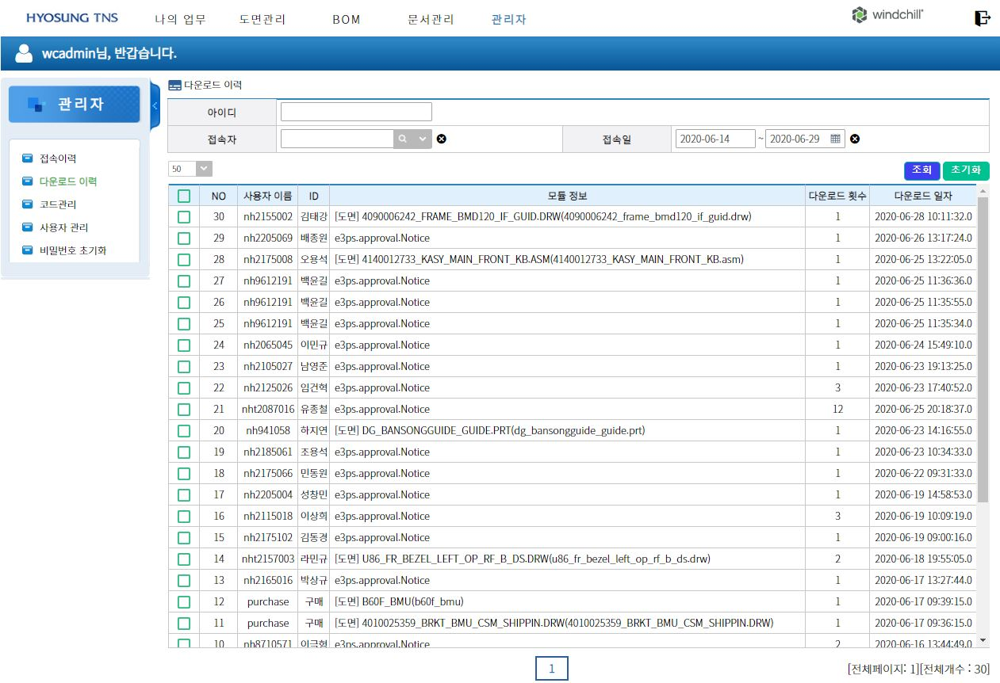 HYOSUNG TNS 나의 업무 도면관리 BOM 문서관리 관리자 windchill®
wcadmin님, 반갑습니다.
관리자
접속이력
다운로드 이력
코드관리
사용자 관리
비밀번호 초기화
다운로드 이력
아이디
접속자 접속일 2020-06-14 ~ 2020-06-29
50 조회 초기화
NO 사용자 이름 ID 모듈 정보 다운로드 횟수 다운로드 일자
30 nh2155002 김태강 [도면] 4090006242_FRAME_BMD120_IF_GUID.DRW(4090006242_frame_bmd120_if_guid.drw) 1 2020-06-28 10:11:32.0
29 nh2205069 배종원 e3ps.approval.Notice 1 2020-06-26 13:17:24.0
28 nh2175008 오용석 [도면] 4140012733_KASY_MAIN_FRONT_KB.ASM(4140012733_KASY_MAIN_FRONT_KB.asm) 1 2020-06-25 13:22:05.0
27 nh9612191 백윤길 e3ps.approval.Notice 1 2020-06-25 11:36:36.0
26 nh9612191 백윤길 e3ps.approval.Notice 1 2020-06-25 11:35:55.0
25 nh9612191 백윤길 e3ps.approval.Notice 1 2020-06-25 11:35:34.0
24 nh2065045 이민규 e3ps.approval.Notice 1 2020-06-24 15:49:10.0
23 nh2105027 남영준 e3ps.approval.Notice 1 2020-06-23 19:13:25.0
22 nh2125026 임건혁 e3ps.approval.Notice 3 2020-06-23 17:40:52.0
21 nht2087016 유종철 e3ps.approval.Notice 12 2020-06-25 20:18:37.0
20 nh941058 하지연 [도면] DG_BANSONGGUIDE_GUIDE.PRT(dg_bansongguide_guide.prt) 1 2020-06-23 14:16:55.0
19 nh2185061 조용석 e3ps.approval.Notice 1 2020-06-23 10:34:33.0
18 nh2175066 민동원 e3ps.approval.Notice 1 2020-06-22 09:31:33.0
17 nh2205004 성창민 e3ps.approval.Notice 1 2020-06-19 14:58:53.0
16 nh2115018 이상희 e3ps.approval.Notice 3 2020-06-19 10:09:19.0
15 nh2175102 김동경 e3ps.approval.Notice 1 2020-06-19 09:00:16.0
14 nht2157003 라민규 [도면] U86_FR_BEZEL_LEFT_OP_RF_B_DS.DRW(u86_fr_bezel_left_op_rf_b_ds.drw) 2 2020-06-18 19:55:05.0
13 nh2165016 박상규 e3ps.approval.Notice 1 2020-06-17 13:27:44.0
12 purchase 구매 [도면] B60F_BMU(b60f_bmu) 1 2020-06-17 09:39:15.0
11 purchase 구매 [도면] 4010025359_BRKT_BMU_CSM_SHIPPIN.DRW(4010025359_BRKT_BMU_CSM_SHIPPIN.DRW) 1 2020-06-17 09:36:15.0
10 nh8710571 이극형 e3ps.approval.Notice 2 2020-06-16 13:44:49.0
1 [전체페이지: 1][전체개수 : 30]